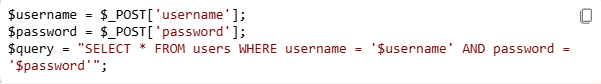 $username = $_POST['username'];
$password = $_POST['password'];
$query = "SELECT * FROM users WHERE username = '$username' AND password =
'$password'";